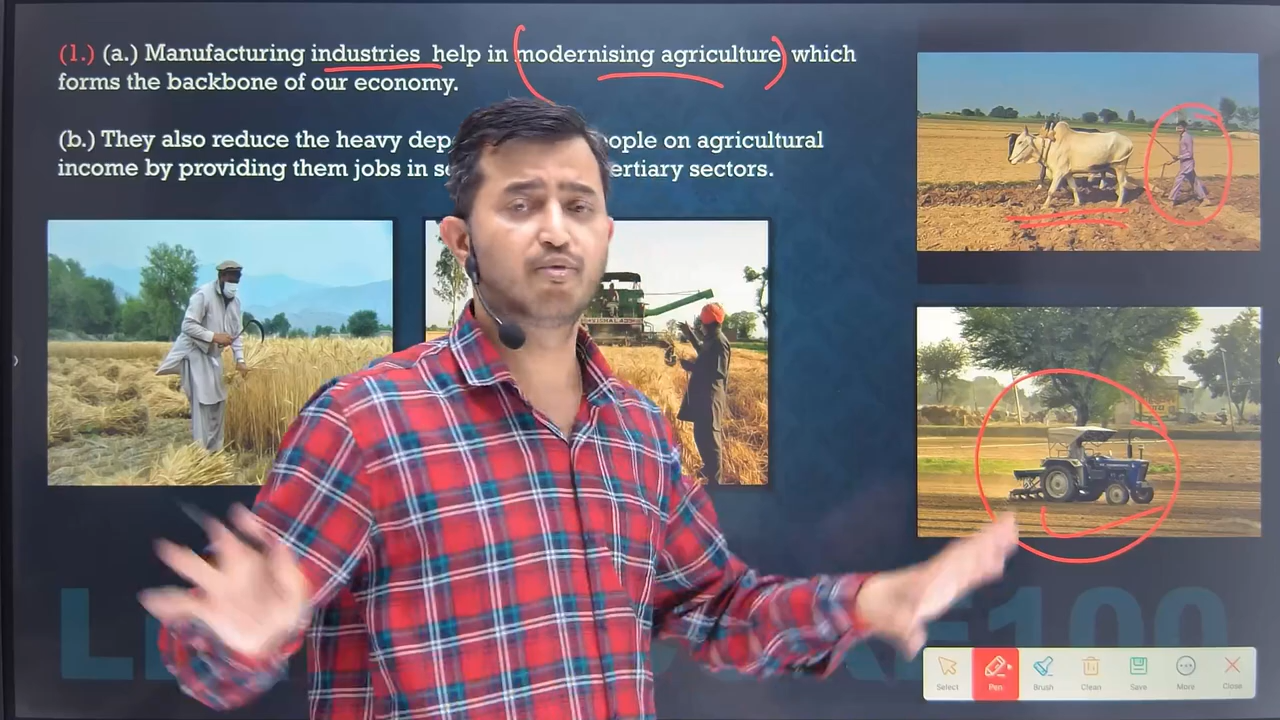 (1.) (a.) Manufacturing industries help in modernising agriculture which
forms the backbone of our economy.
(b.) They also reduce the heavy people on agricultural
income by providing them jobs in sectors.
Select Pen Brush Clean Save More Close